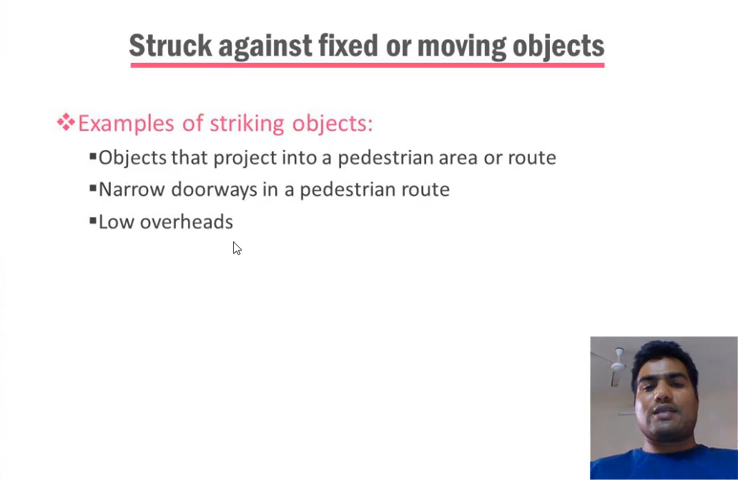 Struck against fixed or moving objects
❖Examples of striking objects:
▪Objects that project into a pedestrian area or route
▪Narrow doorways in a pedestrian route
▪Low overheads